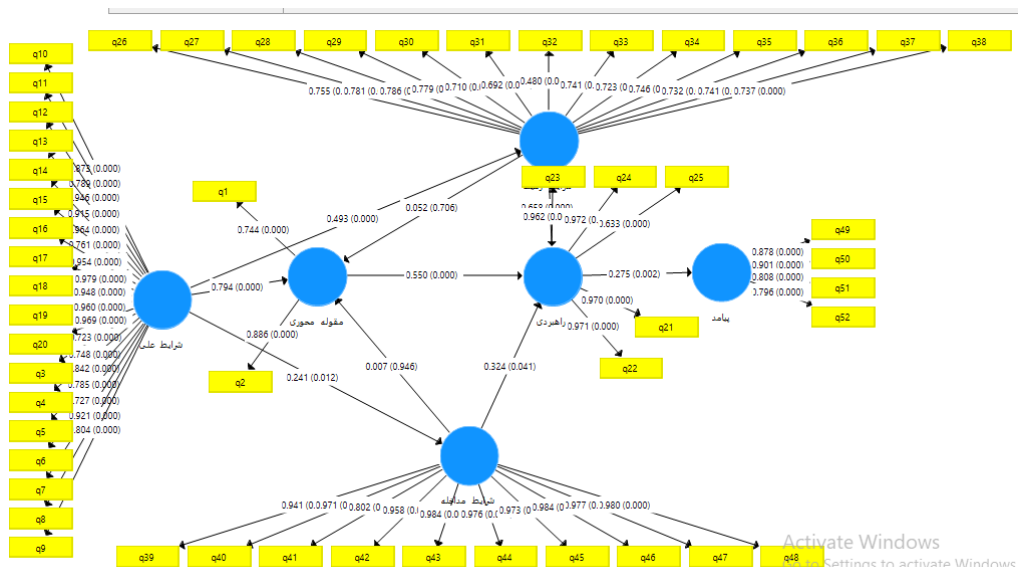 q26 q27 q28 q29 q30 q31 q32 q33 q34 q35 q36 q37 q38
q10
q11
q12
q13
q14
q15
q16
q17
q18
q19
q20
q3
q4
q5
q6
q7
q8
q9
0.755 (0. 0.781 (0. 0.786 (0. 0.779 (0. 0.710 (0. 0.692 (0.0 0.480 (0.0 0.741 (0. 0.723 (0. 0.746 (0. 0.732 (0. 0.741 (0. 0.737 (0.000)
.946 (0.000)
.915 (0.000)
.964 (0.000)
.761 (0.000)
.954 (0.000)
0.979 (0.000)
0.948 (0.000)
0.960 (0.000)
0.969 (0.000)
.723 (0.000)
.748 (0.000)
.842 (0.000)
.785 (0.000)
.727 (0.000)
0.921 (0.000)
.804 (0.000)
شرایط علی
q1
0.744 (0.000)
0.493 (0.000)
0.052 (0.706)
0.794 (0.000)
مقوله محوری
0.886 (0.000)
q2
0.241 (0.012)
0.007 (0.946)
0.550 (0.000)
0.324 (0.041)
q23 q24 q25
0.962 (0.0 0.972 (0. 0.633 (0.000)
راهبردی
0.970 (0.000)
q21
0.971 (0.000)
q22
0.275 (0.002)
پیامد
0.878 (0.000)
0.901 (0.000)
0.808 (0.000)
0.796 (0.000)
q49
q50
q51
q52
شرایط مداخله
0.941 (0.0 0.971 (0 0.802 (0. 0.958 (0. 0.984 (0.0 0.976 (0.0 0.973 (0 0.984 (0 0.977 (0. 0.980 (0.000)
q39 q40 q41 q42 q43 q44 q45 q46 q47 q48
Activate Windows
Go to Settings to activate Windows